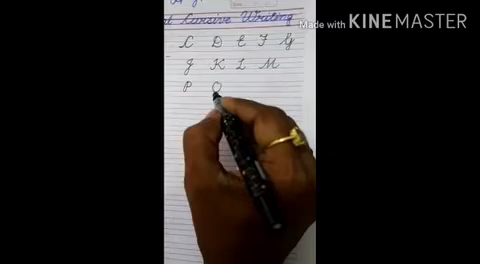 Made with KINEMASTER
Cursive Writing
C D E F G
J K L M
P O